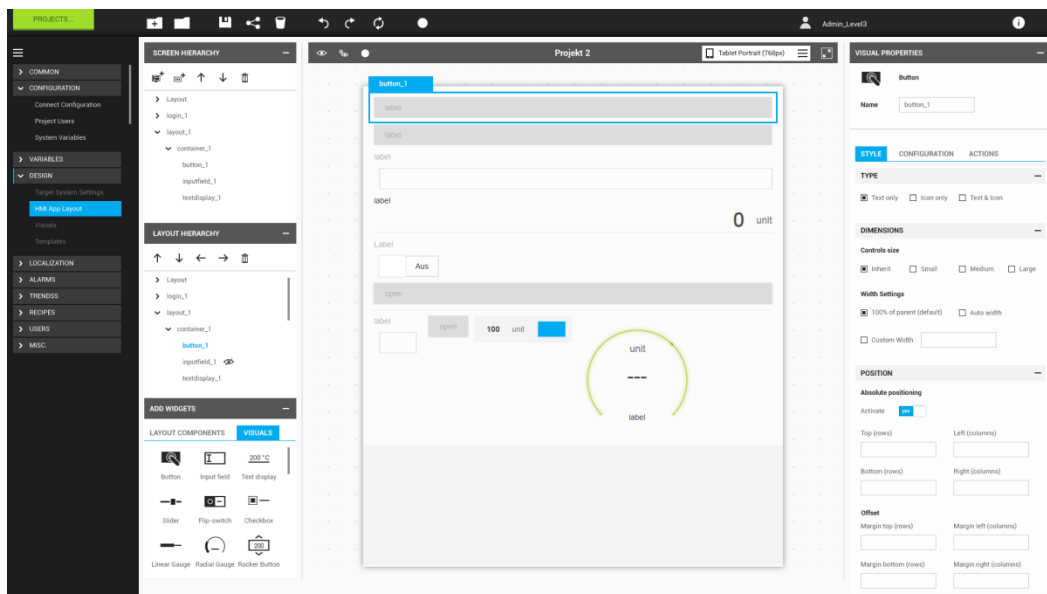 PROJECTS...
Admin_Level3
COMMON
CONFIGURATION
Connect Configuration
Project Users
System Variables
VARIABLES
DESIGN
Target System Settings
HMI App Layout
Visuals
Templates
LOCALIZATION
ALARMS
TRENDSS
RECIPES
USERS
MISC.
SCREEN HIERARCHY
Layout
login_1
layout_1
container_1
button_1
inputfield_1
textdisplay_1
LAYOUT HIERARCHY
Layout
login_1
layout_1
container_1
button_1
inputfield_1
textdisplay_1
ADD WIDGETS
LAYOUT COMPONENTS VISUALS
200 °C
Button Input field Text display
Slider Flip-switch Checkbox
200
Linear Gauge Radial Gauge Rocker Button
Projekt 2
Tablet Portrait (768px)
button_1
label
label
label
label
0 unit
Label
Aus
open
label
open
100 unit
unit
---
label
VISUAL PROPERTIES
Button
Name button_1
STYLE CONFIGURATION ACTIONS
TYPE
Text only Icon only Text & Icon
DIMENSIONS
Controls size
Inherit Small Medium Large
Width Settings
100% of parent (default) Auto width
Custom Width
POSITION
Absolute positioning
Activate yes
Top (rows) Left (columns)
Bottom (rows) Right (columns)
Offset
Margin top (rows) Margin left (columns)
Margin bottom (rows) Margin right (columns)